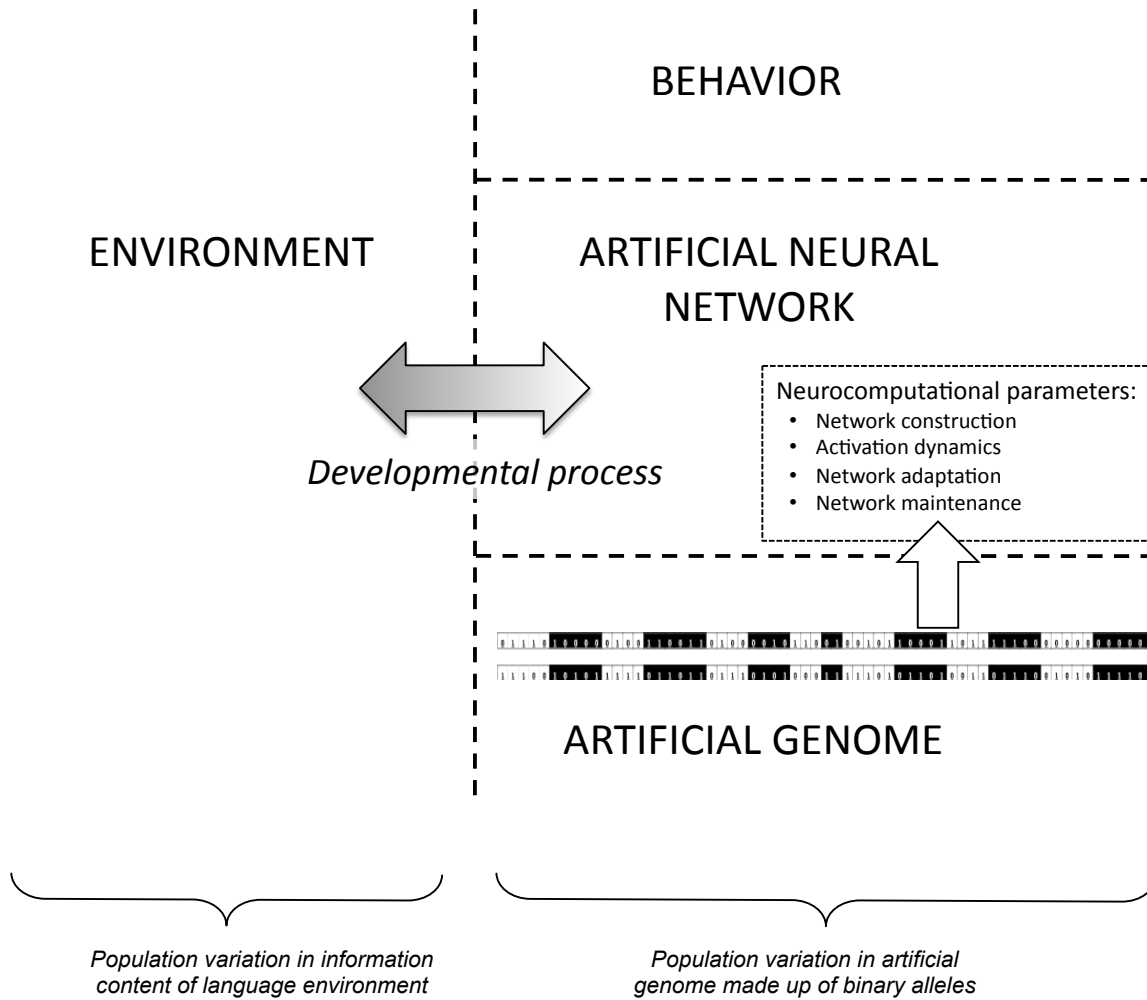 BEHAVIOR
ENVIRONMENT
ARTIFICIAL NEURAL
NETWORK
Neurocomputational parameters:
• Network construction
• Activation dynamics
• Network adaptation
• Network maintenance
Developmental process
ARTIFICIAL GENOME
Population variation in information
content of language environment
Population variation in artificial
genome made up of binary alleles